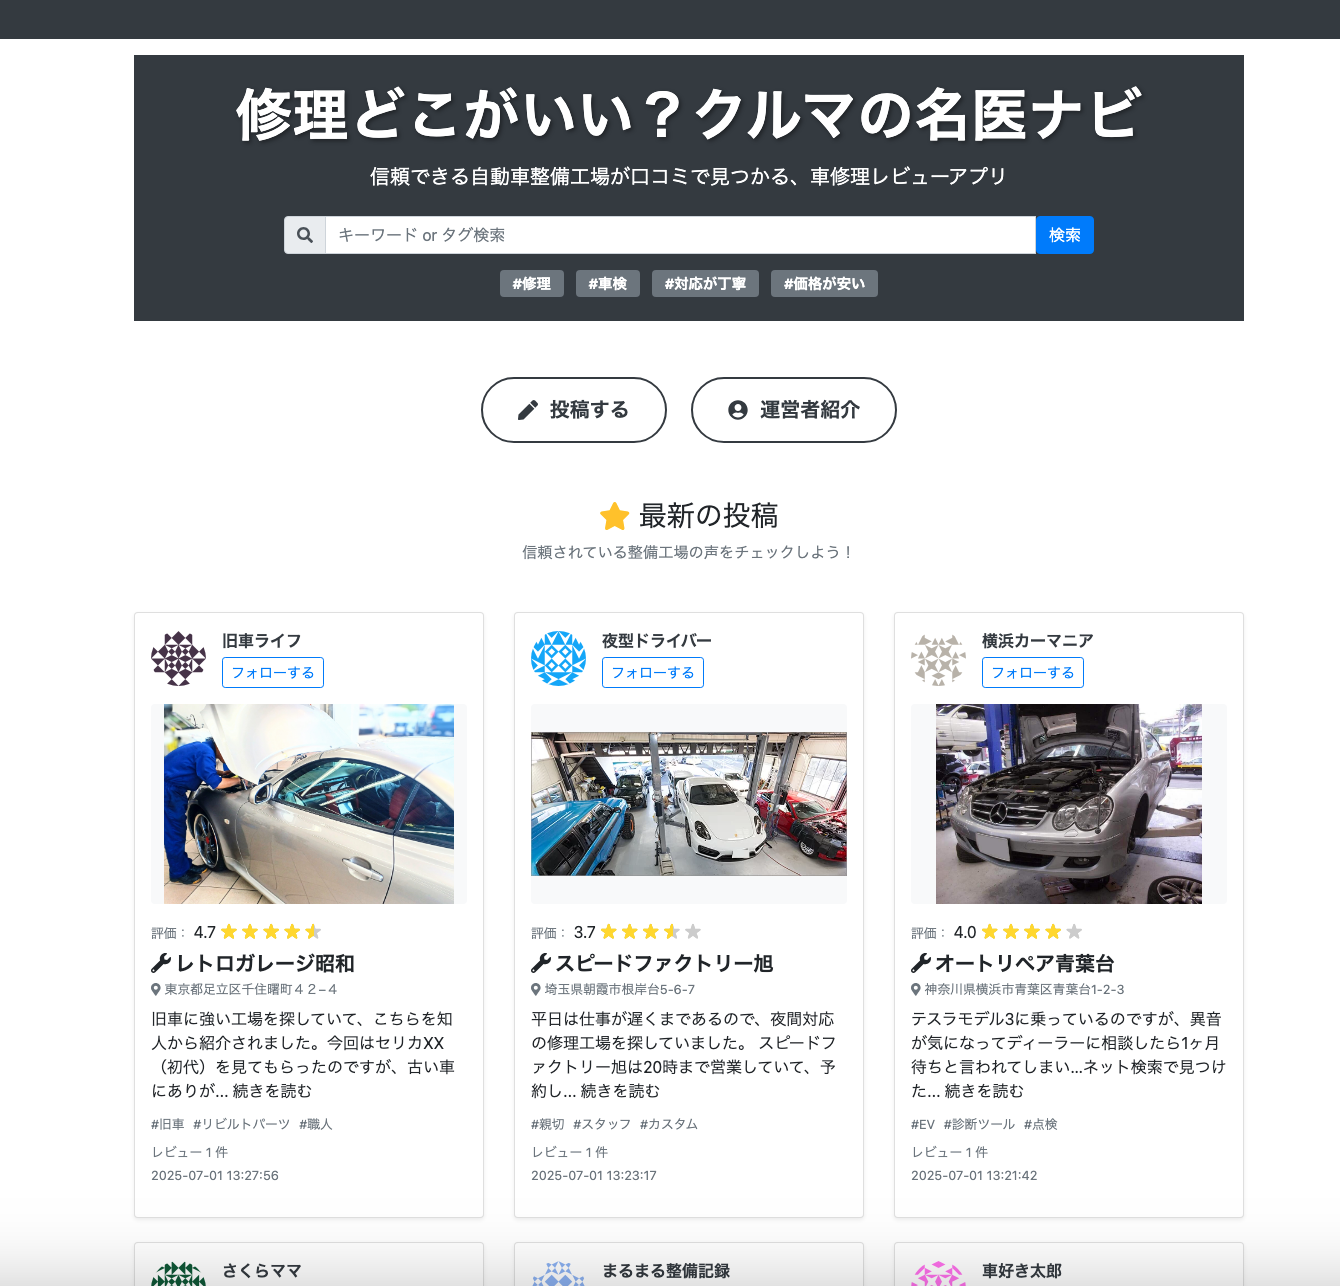 修理どこがいい？クルマの名医ナビ
信頼できる自動車整備工場が口コミで見つかる、車修理レビューアプリ
キーワード or タグ検索
検索
#修理 #車検 #対応が丁寧 #価格が安い
投稿する
運営者紹介
最新の投稿
信頼されている整備工場の声をチェックしよう！
旧車ライフ
フォローする
評価： 4.7
レトロガレージ昭和
東京都足立区千住曙町４２−４
旧車に強い工場を探していて、こちらを知
人から紹介されました。今回はセリカXX
（初代）を見てもらったのですが、古い車
にありが... 続きを読む
#旧車 #リビルトパーツ #職人
レビュー 1 件
2025-07-01 13:27:56
夜型ドライバー
フォローする
評価： 3.7
スピードファクトリー旭
埼玉県朝霞市根岸台5-6-7
平日は仕事が遅くまであるので、夜間対応
の修理工場を探していました。 スピードフ
ァクトリー旭は20時まで営業していて、予
約し... 続きを読む
#親切 #スタッフ #カスタム
レビュー 1 件
2025-07-01 13:23:17
横浜カーマニア
フォローする
評価： 4.0
オートリペア青葉台
神奈川県横浜市青葉区青葉台1-2-3
テスラモデル3に乗っているのですが、異音
が気になってディーラーに相談したら1ヶ月
待ちと言われてしまい...ネット検索で見つけ
た... 続きを読む
#EV #診断ツール #点検
レビュー 1 件
2025-07-01 13:21:42
さくらママ
まるまる整備記録
車好き太郎